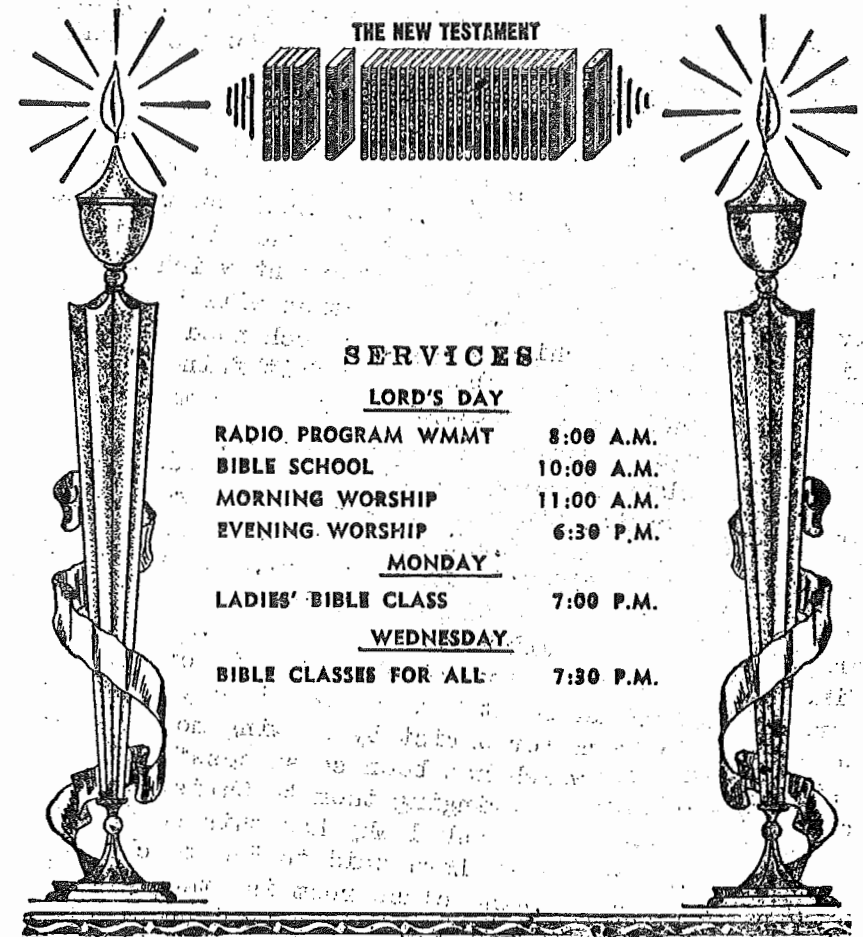 THE NEW TESTAMENT
SERVICES
LORD'S DAY
RADIO PROGRAM WMMT 8:00 A.M.
BIBLE SCHOOL 10:00 A.M.
MORNING WORSHIP 11:00 A.M.
EVENING WORSHIP 6:30 P.M.
MONDAY
LADIES' BIBLE CLASS 7:00 P.M.
WEDNESDAY
BIBLE CLASSES FOR ALL 7:30 P.M.